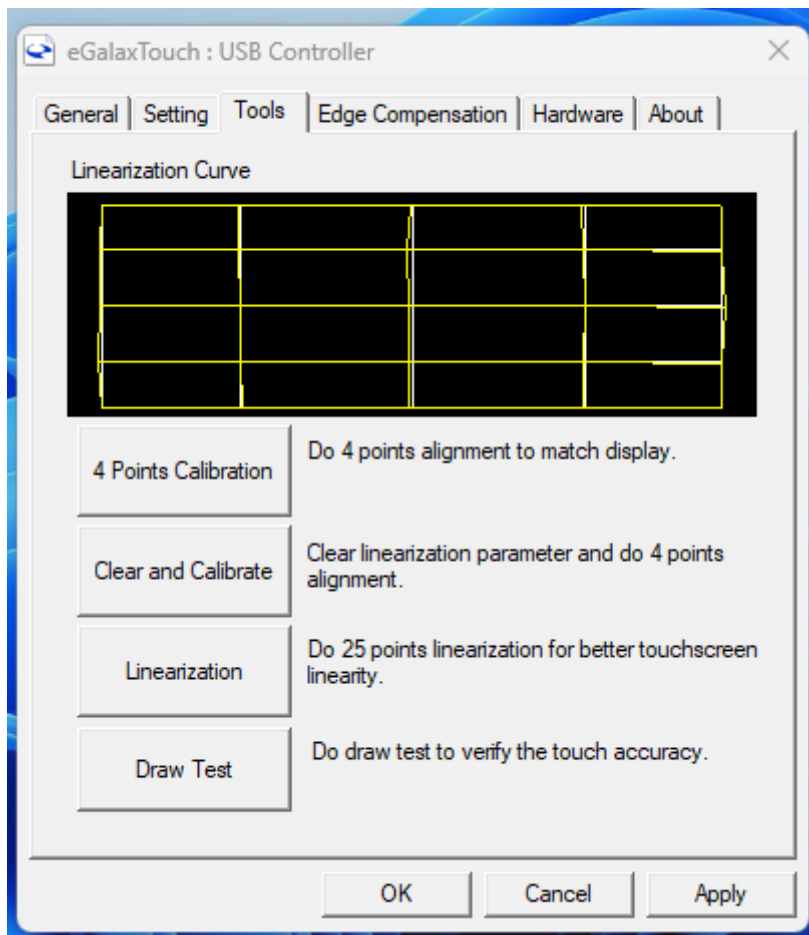 eGalaxTouch : USB Controller
General Setting Tools Edge Compensation Hardware About
Linearization Curve
4 Points Calibration
Do 4 points alignment to match display.
Clear and Calibrate
Clear linearization parameter and do 4 points
alignment.
Linearization
Do 25 points linearization for better touchscreen
linearity.
Draw Test
Do draw test to verify the touch accuracy.
OK Cancel Apply